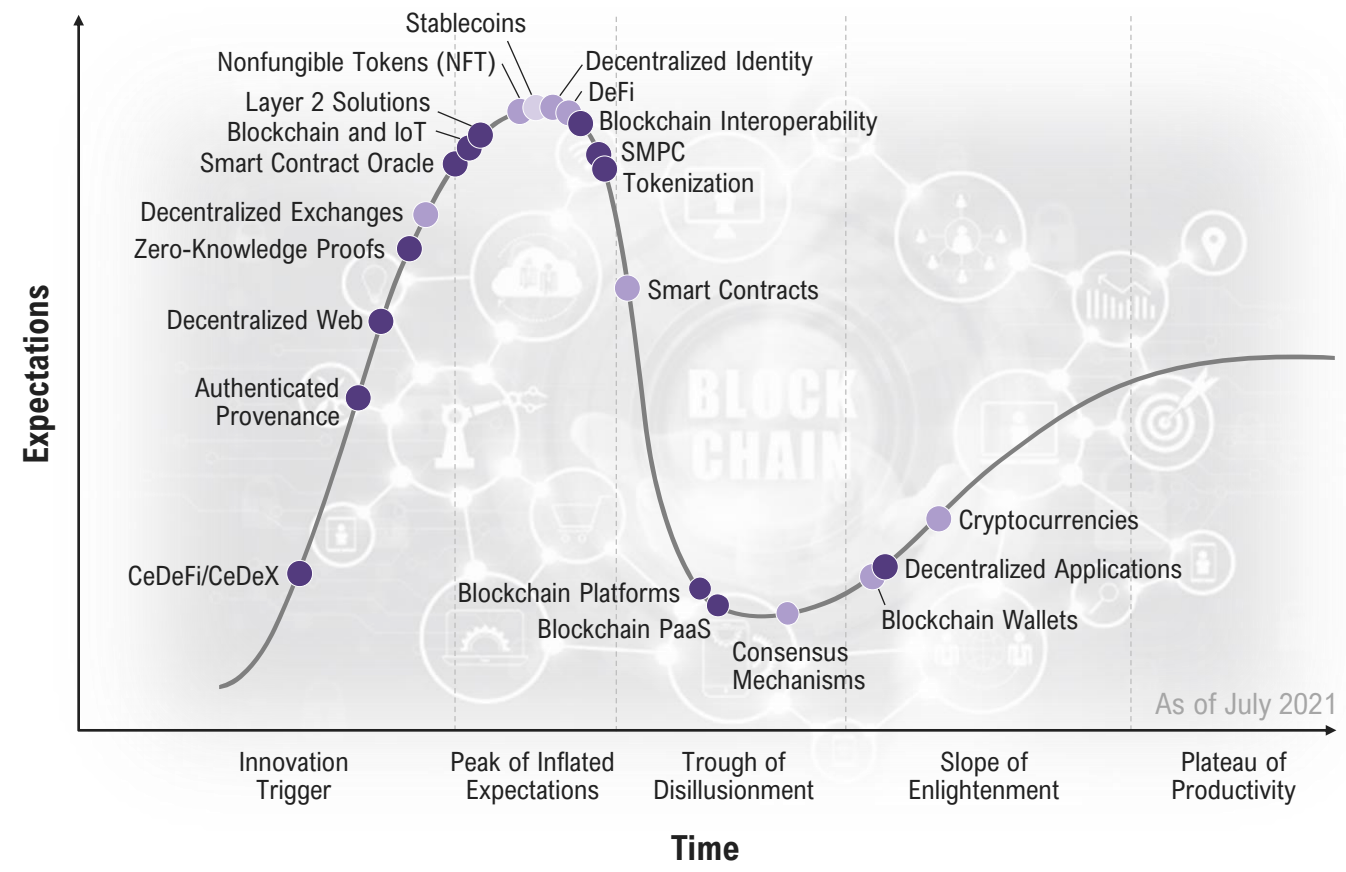 Stablecoins
Nonfungible Tokens (NFT)
Decentralized Identity
Layer 2 Solutions
DeFi
Blockchain and IoT
Blockchain Interoperability
Smart Contract Oracle
SMPC
Tokenization
Decentralized Exchanges
Zero-Knowledge Proofs
Smart Contracts
Decentralized Web
Authenticated
Provenance
BLOCK
CHAIN
Expectations
CeDeFi/CeDeX
Cryptocurrencies
Decentralized Applications
Blockchain Platforms
Blockchain Wallets
Blockchain PaaS
Consensus
Mechanisms
As of July 2021
Innovation
Trigger
Peak of Inflated
Expectations
Trough of
Disillusionment
Slope of
Enlightenment
Plateau of
Productivity
Time